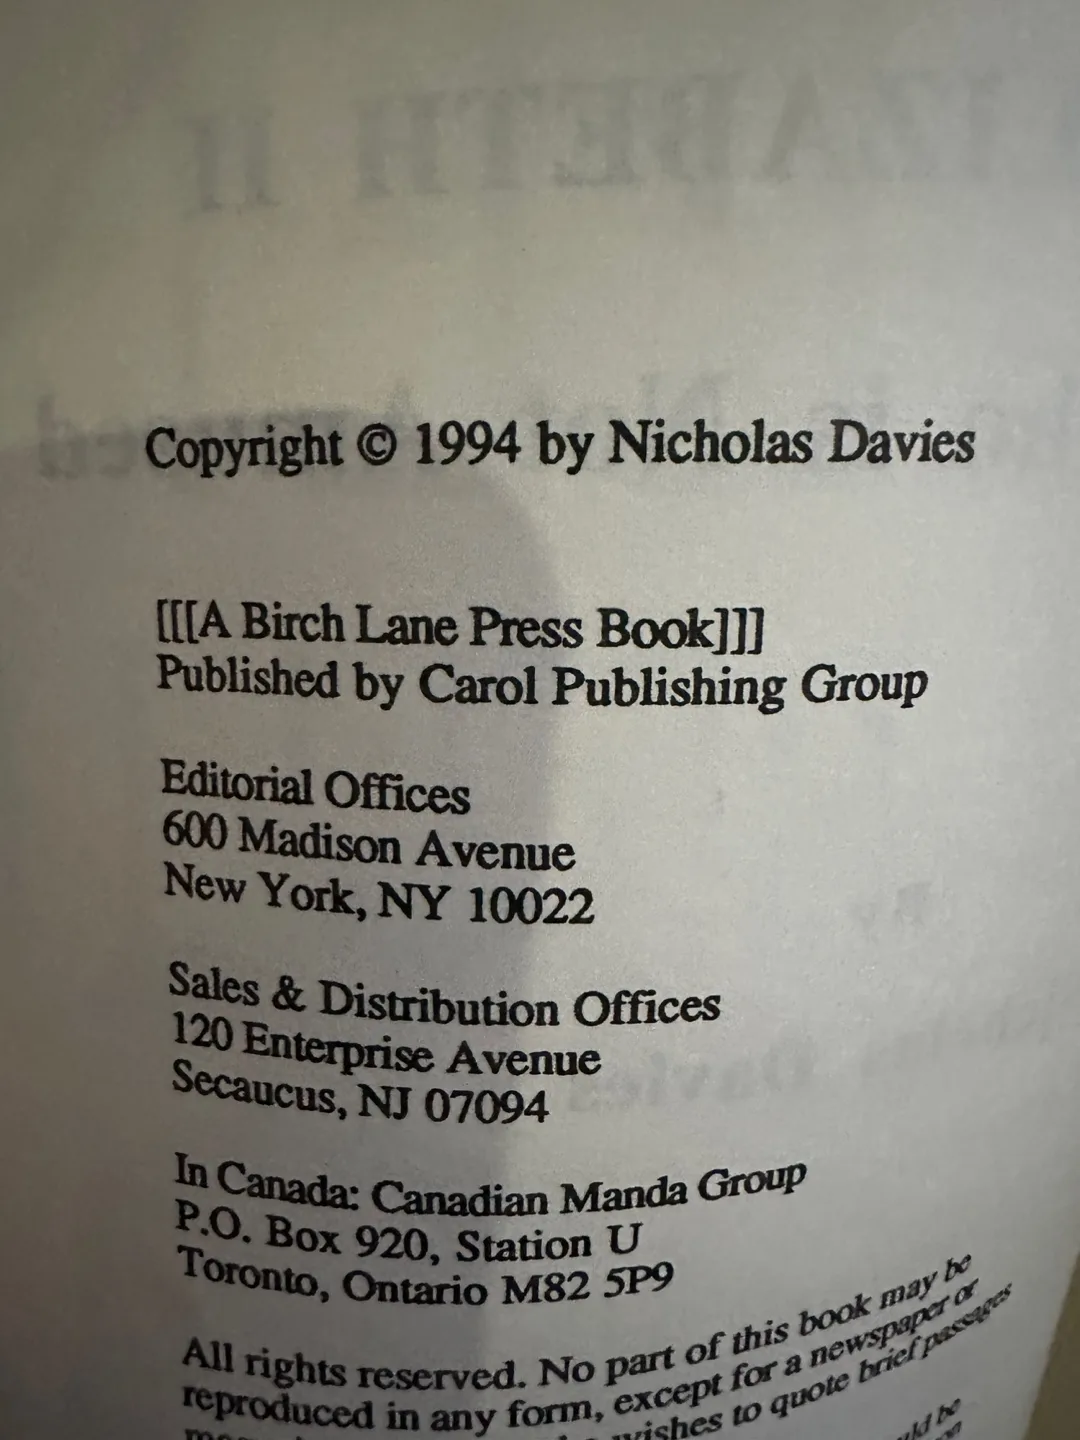 Copyright © 1994 by Nicholas Davies
[[[A Birch Lane Press Book]]]
Published by Carol Publishing Group
Editorial Offices
600 Madison Avenue
New York, NY 10022
Sales & Distribution Offices
120 Enterprise Avenue
Secaucus, NJ 07094
In Canada: Canadian Manda Group
P.O. Box 920, Station U
Toronto, Ontario M82 5P9
All rights reserved. No part of this book may be
reproduced in any form, except for a newspaper or
wishes to quote brief passages
be